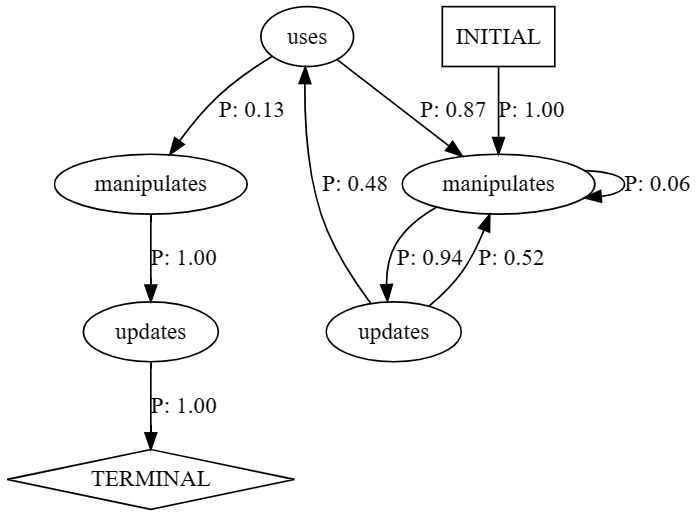 uses
INITIAL
P: 0.13
P: 0.87
P: 1.00
manipulates
P: 0.48
manipulates
P: 0.06
P: 1.00
P: 0.94
P: 0.52
updates
updates
P: 1.00
TERMINAL